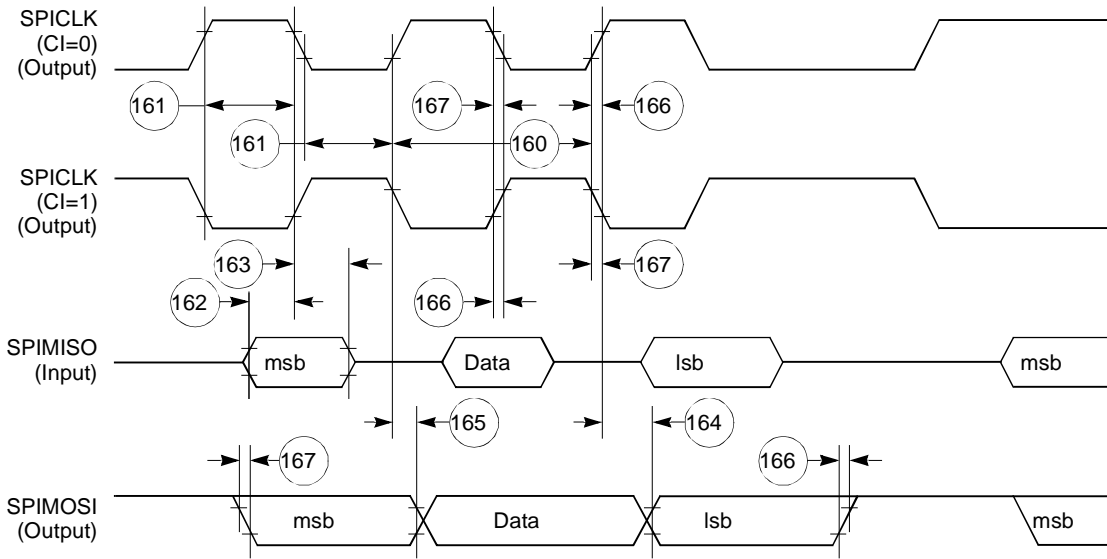 SPICLK
(CI=0)
(Output)
161
167
166
161
160
SPICLK
(CI=1)
(Output)
163
167
162
166
SPIMISO
(Input)
msb
Data
lsb
msb
165
164
167
166
SPIMOSI
(Output)
msb
Data
lsb
msb